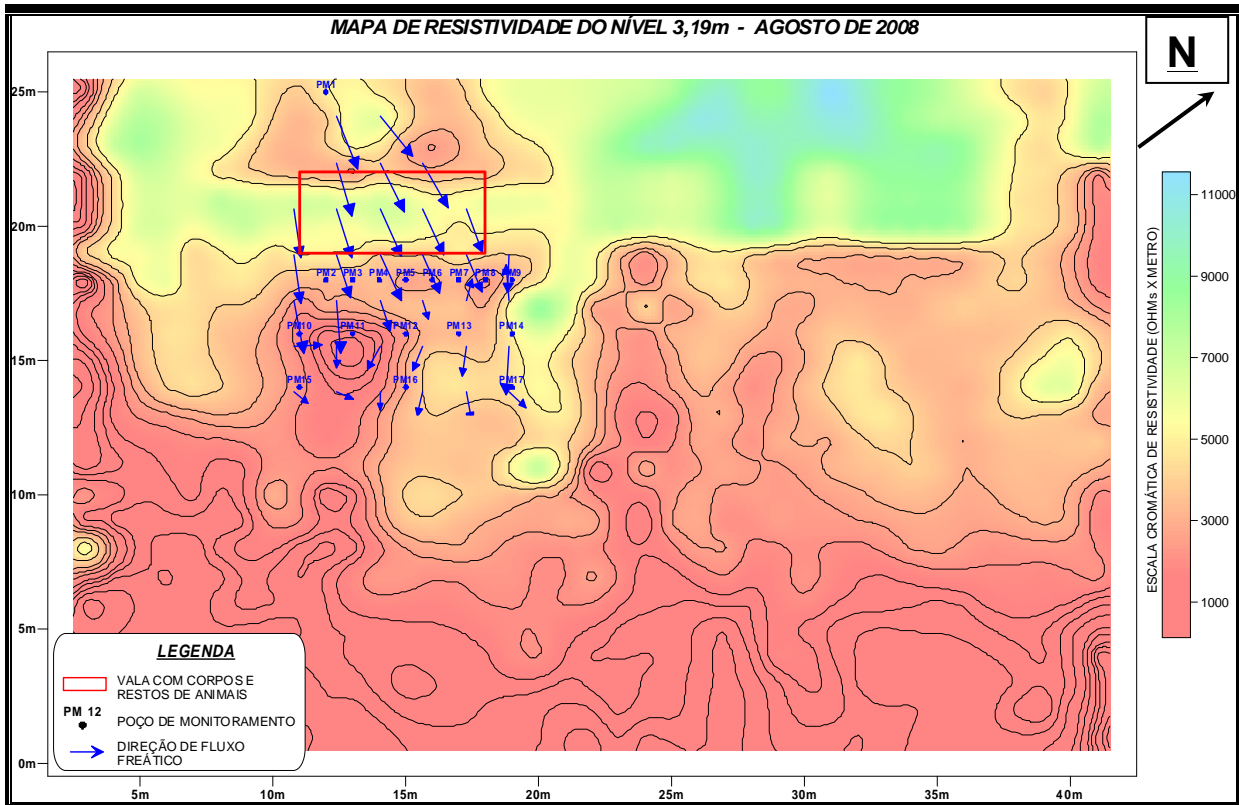 MAPA DE RESISTIVIDADE DO NÍVEL 3,19m - AGOSTO DE 2008
N
25m
20m
15m
10m
5m
0m
PM1
PM2 PM3 PM4 PM5 PM6 PM7 PM8 PM9
PM10 PM11 PM12 PM13 PM14
PM15 PM16 PM17
5m 10m 15m 20m 25m 30m 35m 40m
LEGENDA
VALA COM CORPOS E
RESTOS DE ANIMAIS
PM 12
POÇO DE MONITORAMENTO
DIREÇÃO DE FLUXO
FREÁTICO
ESCALA CROMÁTICA DE RESISTIVIDADE (OHMs X METRO)
11000
9000
7000
5000
3000
1000